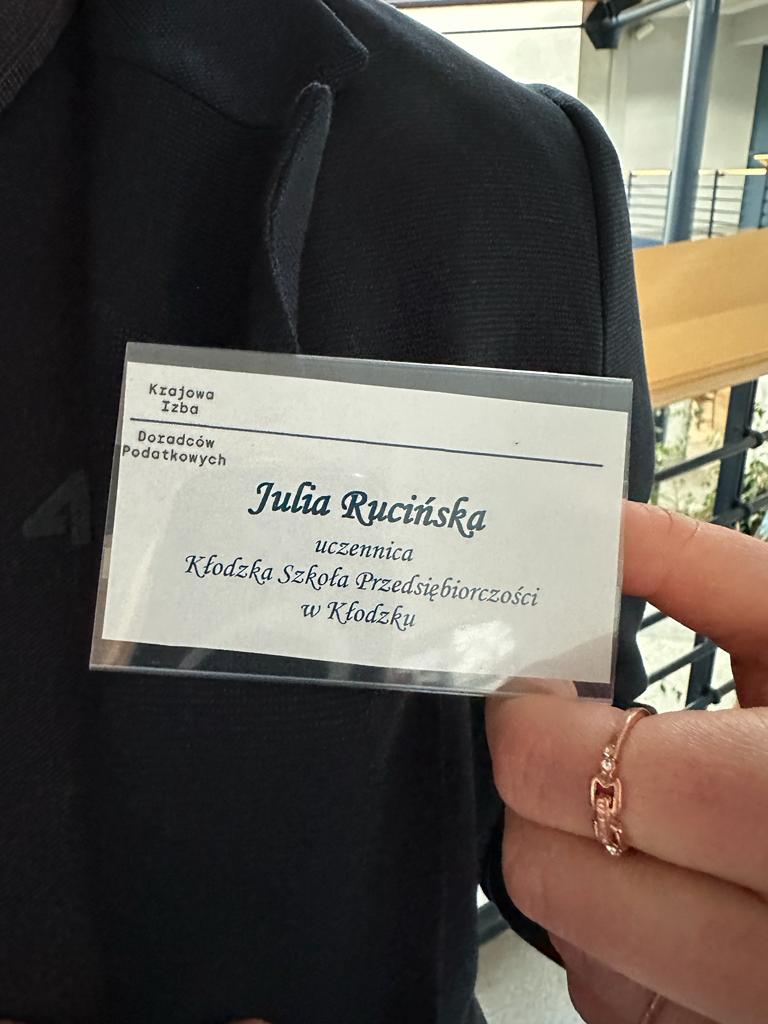 Krajowa
Izba
Doradców
Podatkowych
Julia Rucińska
uczennica
Kłodzka Szkoła Przedsiębiorczości
w Kłodzku